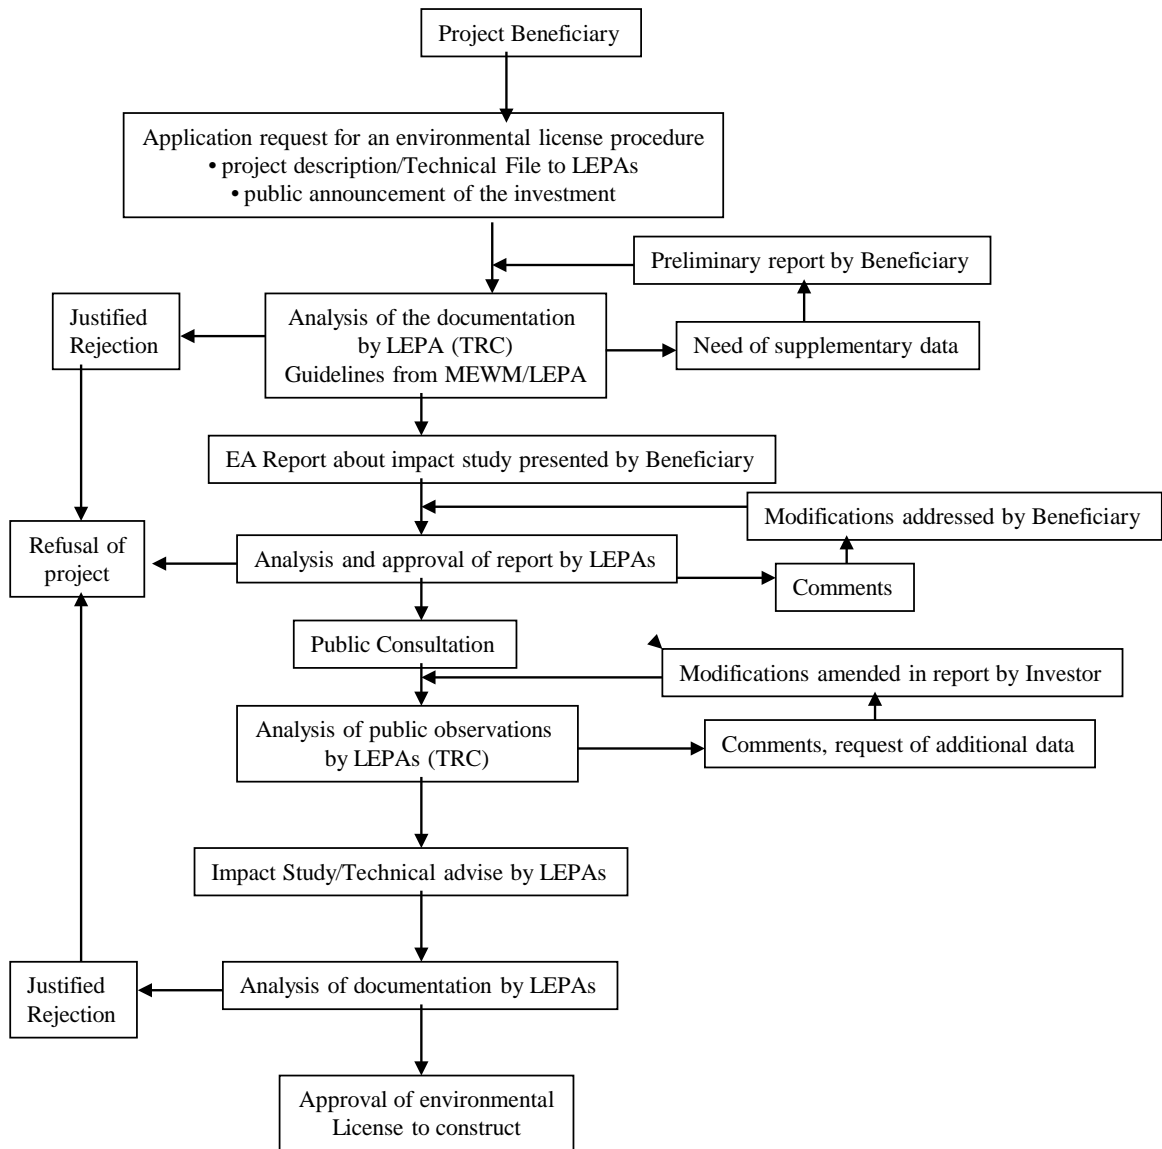 Project Beneficiary
Application request for an environmental license procedure
• project description/Technical File to LEPAs
• public announcement of the investment
Preliminary report by Beneficiary
Justified
Rejection
Analysis of the documentation
by LEPA (TRC)
Guidelines from MEWM/LEPA
Need of supplementary data
EA Report about impact study presented by Beneficiary
Modifications addressed by Beneficiary
Refusal of
project
Analysis and approval of report by LEPAs
Comments
Public Consultation
Modifications amended in report by Investor
Analysis of public observations
by LEPAs (TRC)
Comments, request of additional data
Impact Study/Technical advise by LEPAs
Justified
Rejection
Analysis of documentation by LEPAs
Approval of environmental
License to construct